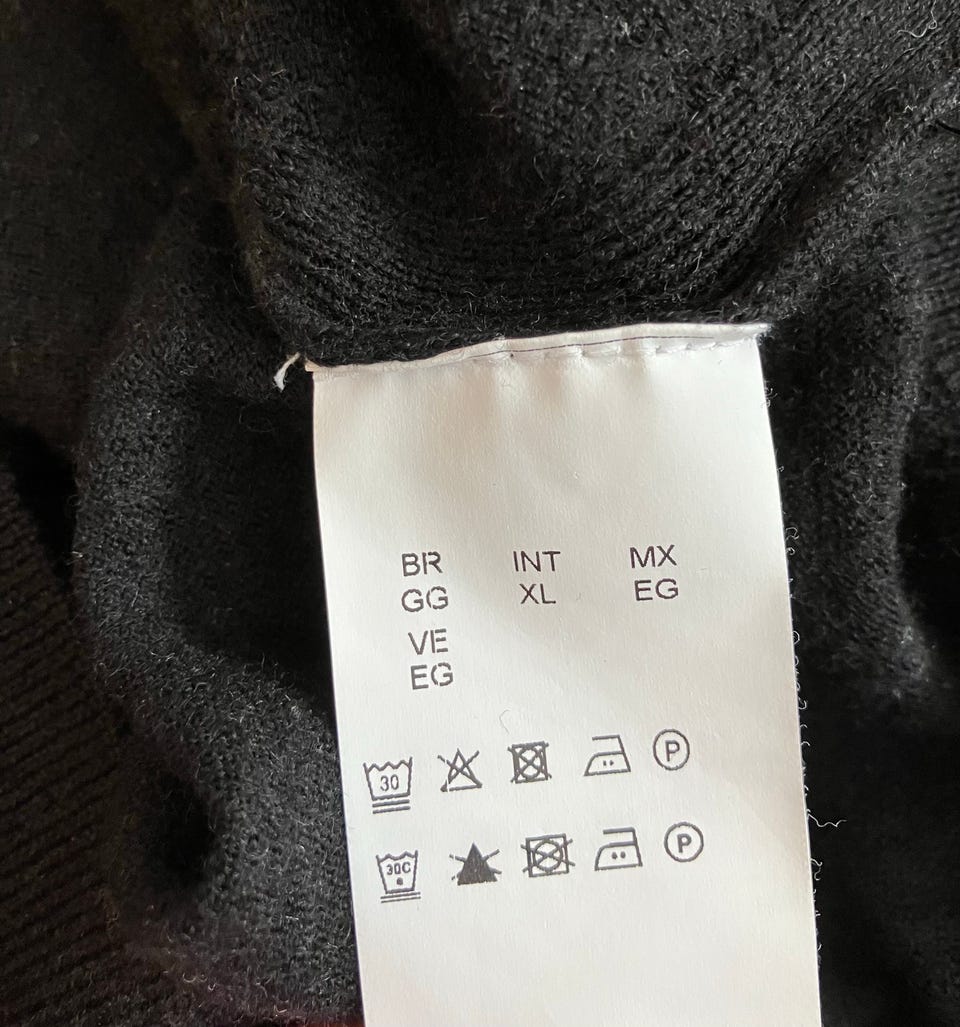 BR INT MX
GG XL EG
VE
EG
30 P
30C P